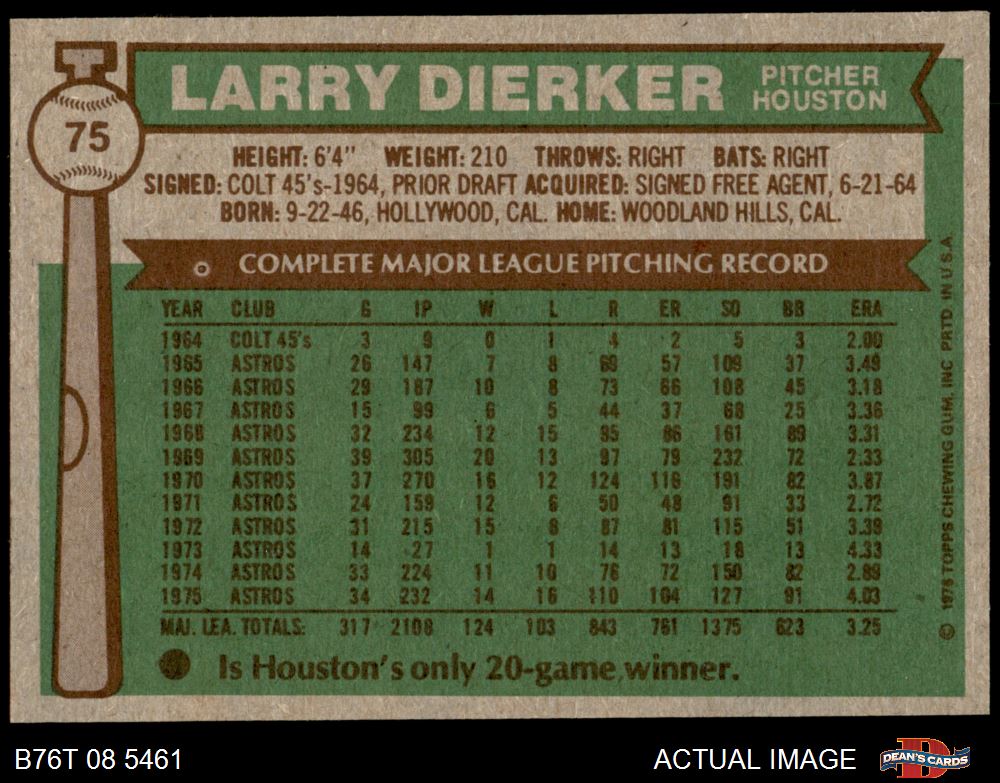 75
LARRY DIERKER
PITCHER
HOUSTON
HEIGHT: 6'4" WEIGHT: 210 THROWS: RIGHT BATS: RIGHT
SIGNED: COLT 45's-1964, PRIOR DRAFT ACQUIRED: SIGNED FREE AGENT, 6-21-64
BORN: 9-22-46, HOLLYWOOD, CAL. HOME: WOODLAND HILLS, CAL.
COMPLETE MAJOR LEAGUE PITCHING RECORD
YEAR CLUB G IP W L R ER SO BB ERA
1964 COLT 45's 3 9 0 1 4 2 5 3 2.00
1965 ASTROS 26 147 7 8 69 57 109 37 3.49
1966 ASTROS 29 187 10 8 73 66 108 45 3.18
1967 ASTROS 15 99 6 5 44 37 68 25 3.36
1968 ASTROS 32 234 12 15 95 86 161 89 3.31
1969 ASTROS 39 305 20 13 97 79 232 72 2.33
1970 ASTROS 37 270 16 12 124 116 191 82 3.87
1971 ASTROS 24 159 12 6 50 48 91 33 2.72
1972 ASTROS 31 215 15 8 87 81 115 51 3.39
1973 ASTROS 14 27 1 1 14 13 18 13 4.33
1974 ASTROS 33 224 11 10 76 72 150 82 2.89
1975 ASTROS 34 232 14 16 110 104 127 91 4.03
MAJ. LEA. TOTALS: 317 2108 124 103 843 761 1375 623 3.25
Is Houston's only 20-game winner.
© 1976 TOPPS CHEWING GUM, INC PRTD. IN U.S.A.
B76T 08 5461
ACTUAL IMAGE
DEAN'S CARDS